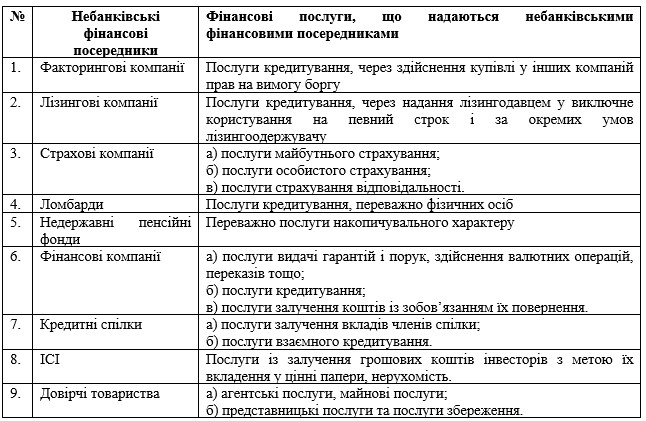 № Небанківські фінансові посередники Фінансові послуги, що надаються небанківськими фінансовими посередниками
1. Факторингові компанії Послуги кредитування, через здійснення купівлі у інших компаній
прав на вимогу боргу
2. Лізингові компанії Послуги кредитування, через надання лізингодавцем у виключне
користування на певний строк і за окремих умов
лізингоодержувачу
3. Страхові компанії а) послуги майбутнього страхування;
б) послуги особистого страхування;
в) послуги страхування відповідальності.
4. Ломбарди Послуги кредитування, переважно фізичних осіб
5. Недержавні пенсійні фонди Переважно послуги накопичувального характеру
6. Фінансові компанії а) послуги видачі гарантій і порук, здійснення валютних операцій,
переказів тощо;
б) послуги кредитування;
в) послуги залучення коштів із зобов’язанням їх повернення.
7. Кредитні спілки а) послуги залучення вкладів членів спілки;
б) послуги взаємного кредитування.
8. ІСІ Послуги із залучення грошових коштів інвесторів з метою їх
вкладення у цінні папери, нерухомість.
9. Довірчі товариства а) агентські послуги, майнові послуги;
б) представницькі послуги та послуги збереження.